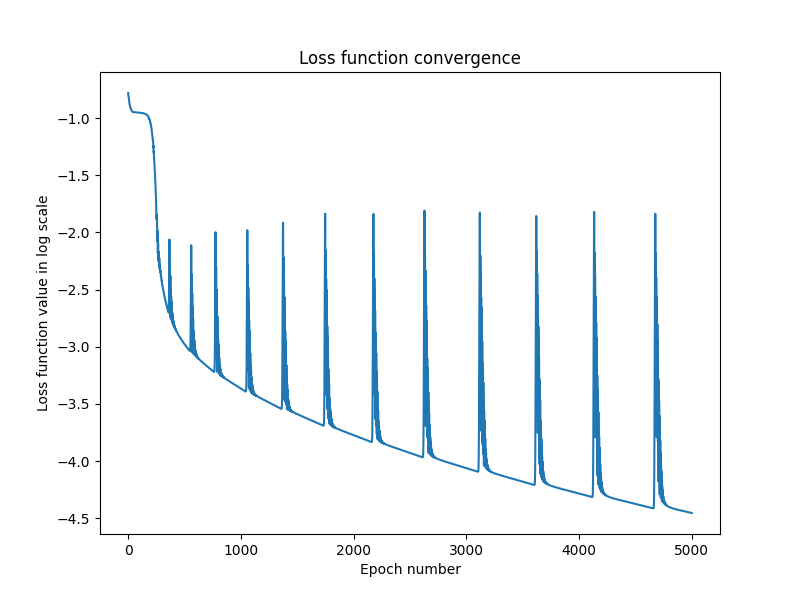 Loss function convergence
Loss function value in log scale
−1.0
−1.5
−2.0
−2.5
−3.0
−3.5
−4.0
−4.5
0 1000 2000 3000 4000 5000
Epoch number